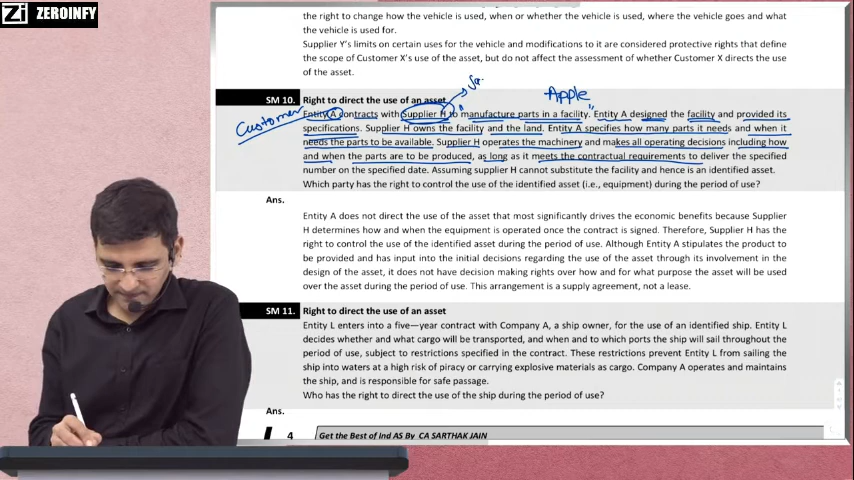 Zi ZEROINFY
the right to change how the vehicle is used, when or whether the vehicle is used, where the vehicle goes and what
the vehicle is used for.
Supplier Y's limits on certain uses for the vehicle and modifications to it are considered protective rights that define
the scope of Customer X's use of the asset, but do not affect the assessment of whether Customer X directs the use
of the asset.
Apple
SM 10. Right to direct the use of an asset
Customer
Entity A contracts with Supplier H to manufacture parts in a facility. Entity A designed the facility and provided its
specifications. Supplier H owns the facility and the land. Entity A specifies how many parts it needs and when it
needs the parts to be available. Supplier H operates the machinery and makes all operating decisions including how
and when the parts are to be produced, as long as it meets the contractual requirements to deliver the specified
number on the specified date. Assuming supplier H cannot substitute the facility and hence is an identified asset.
Which party has the right to control the use of the identified asset (i.e., equipment) during the period of use?
Ans.
Entity A does not direct the use of the asset that most significantly drives the economic benefits because Supplier
H determines how and when the equipment is operated once the contract is signed. Therefore, Supplier H has the
right to control the use of the identified asset during the period of use. Although Entity A stipulates the product to
be provided and has input into the initial decisions regarding the use of the asset through its involvement in the
design of the asset, it does not have decision making rights over how and for what purpose the asset will be used
over the asset during the period of use. This arrangement is a supply agreement, not a lease.
SM 11. Right to direct the use of an asset
Entity L enters into a five—year contract with Company A, a ship owner, for the use of an identified ship. Entity L
decides whether and what cargo will be transported, and when and to which ports the ship will sail throughout the
period of use, subject to restrictions specified in the contract. These restrictions prevent Entity L from sailing the
ship into waters at a high risk of piracy or carrying explosive materials as cargo. Company A operates and maintains
the ship, and is responsible for safe passage.
Who has the right to direct the use of the ship during the period of use?
Ans.
4 Get the Best of Ind AS By CA SARTHAK JAIN